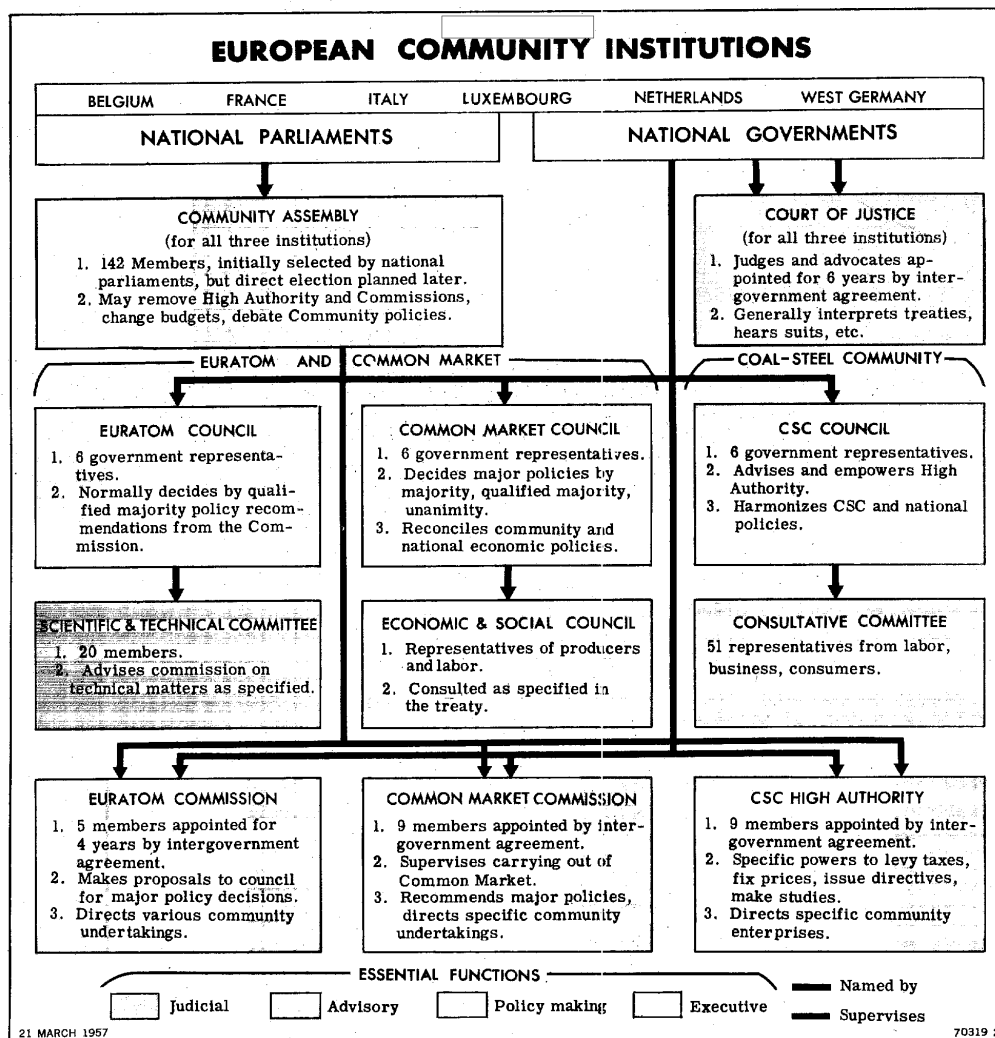 EUROPEAN COMMUNITY INSTITUTIONS
BELGIUM FRANCE ITALY LUXEMBOURG NETHERLANDS WEST GERMANY
NATIONAL PARLIAMENTS
NATIONAL GOVERNMENTS
COMMUNITY ASSEMBLY
(for all three institutions)
1. 142 Members, initially selected by national
parliaments, but direct election planned later.
2. May remove High Authority and Commissions,
change budgets, debate Community policies.
COURT OF JUSTICE
(for all three institutions)
1. Judges and advocates ap-
pointed for 6 years by inter-
government agreement.
2. Generally interprets treaties,
hears suits, etc.
EURATOM AND COMMON MARKET
COAL-STEEL COMMUNITY
EURATOM COUNCIL
1. 6 government representa-
tives.
2. Normally decides by quali-
fied majority policy recom-
mendations from the Com-
mission.
COMMON MARKET COUNCIL
1. 6 government representatives.
2. Decides major policies by
majority, qualified majority,
unanimity.
3. Reconciles community and
national economic policies.
CSC COUNCIL
1. 6 government representatives.
2. Advises and empowers High
Authority.
3. Harmonizes CSC and national
policies.
SCIENTIFIC & TECHNICAL COMMITTEE
1. 20 members.
2. Advises commission on
technical matters as specified.
ECONOMIC & SOCIAL COUNCIL
1. Representatives of producers
and labor.
2. Consulted as specified in
the treaty.
CONSULTATIVE COMMITTEE
51 representatives from labor,
business, consumers.
EURATOM COMMISSION
1. 5 members appointed for
4 years by intergovernment
agreement.
2. Makes proposals to council
for major policy decisions.
3. Directs various community
undertakings.
COMMON MARKET COMMISSION
1. 9 members appointed by inter-
government agreement.
2. Supervises carrying out of
Common Market.
3. Recommends major policies,
directs specific community
undertakings.
CSC HIGH AUTHORITY
1. 9 members appointed by inter-
government agreement.
2. Specific powers to levy taxes,
fix prices, issue directives,
make studies.
3. Directs specific community
enterprises.
ESSENTIAL FUNCTIONS
Judicial
Advisory
Policy making
Executive
Named by
Supervises
21 MARCH 1957
70319